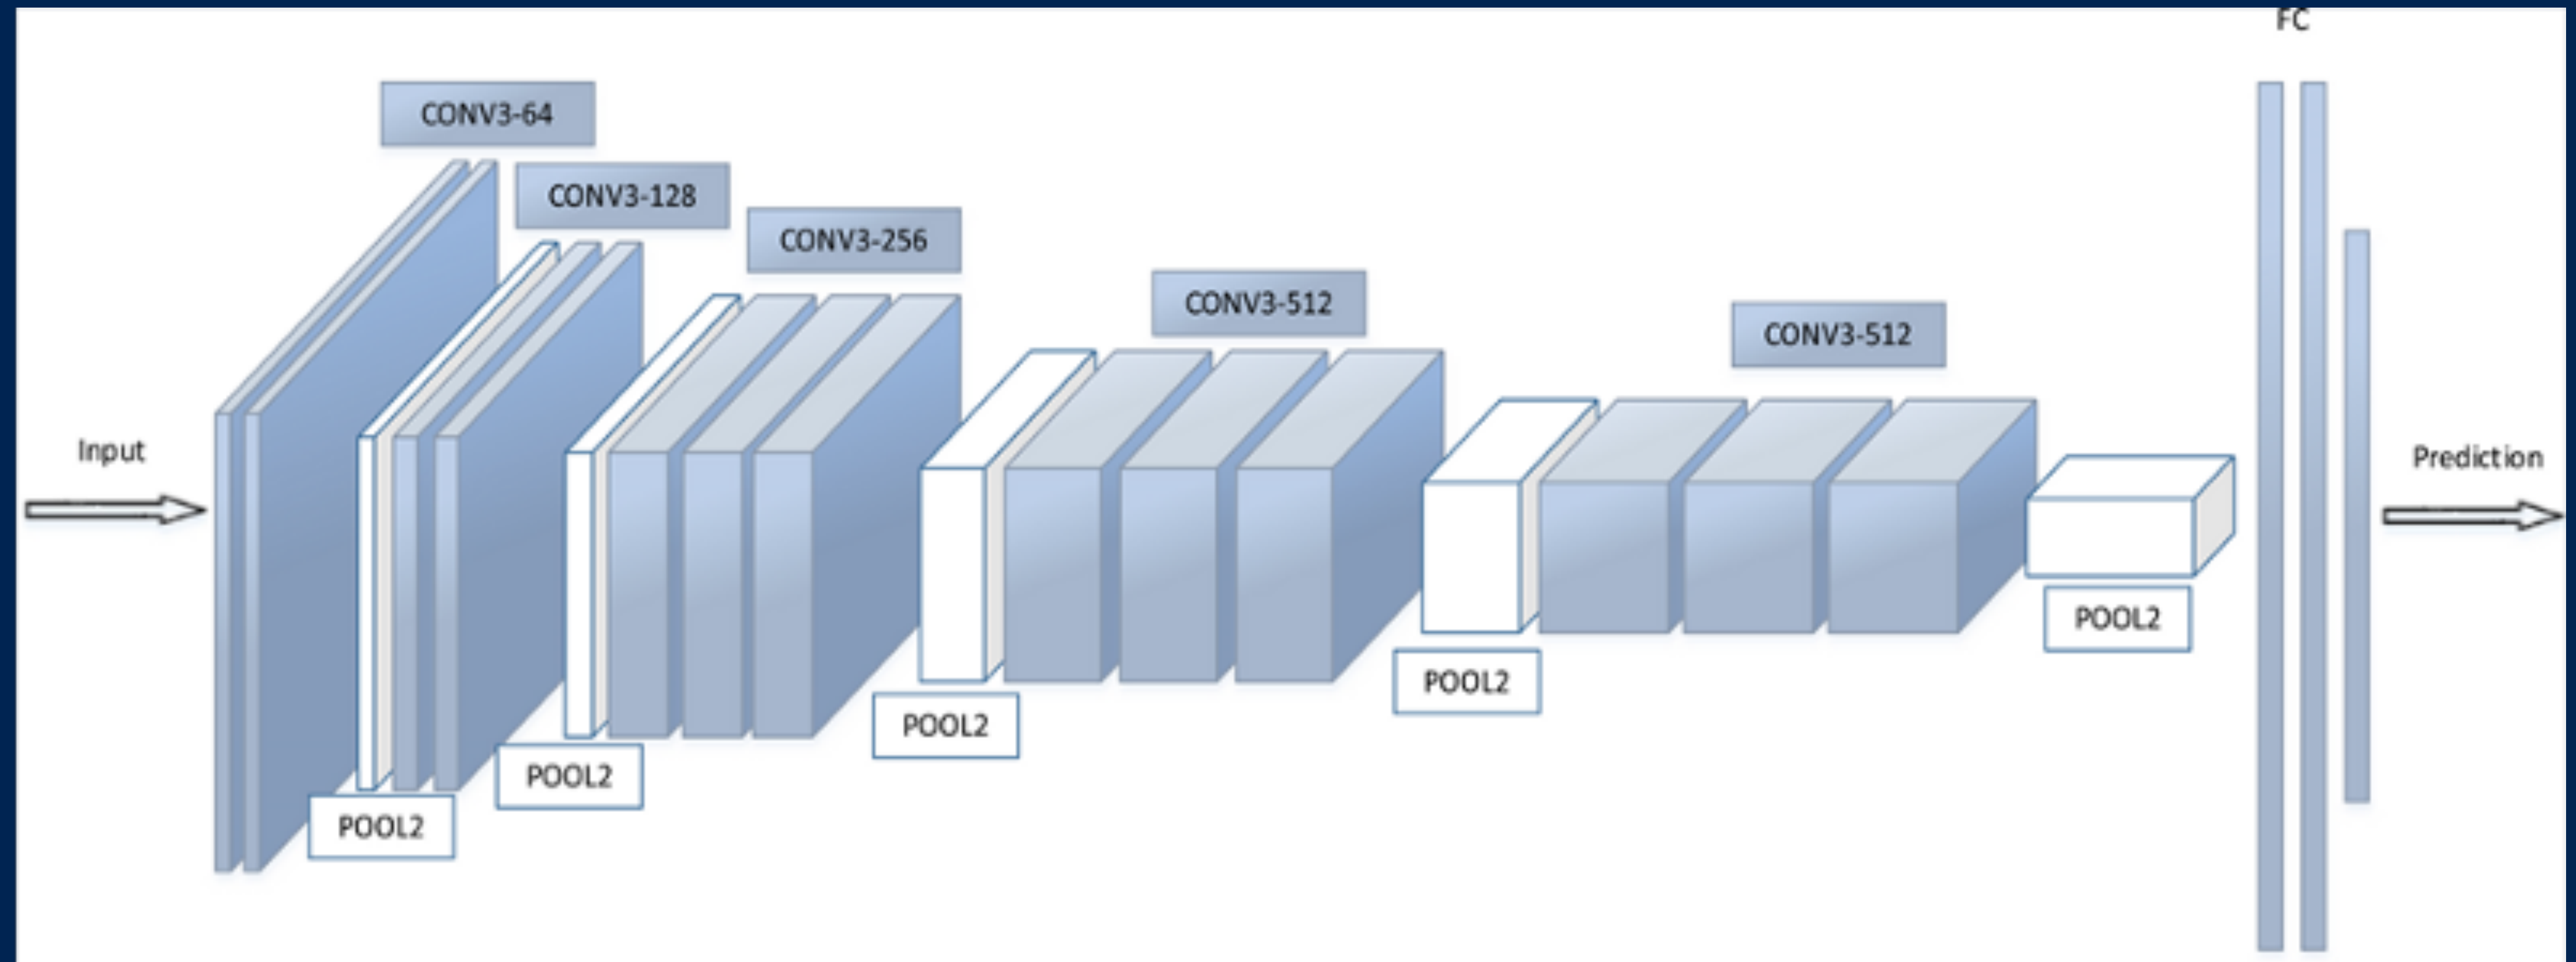 FC
CONV3-64
CONV3-128
CONV3-256
CONV3-512
CONV3-512
Input
Prediction
POOL2
POOL2
POOL2
POOL2
POOL2